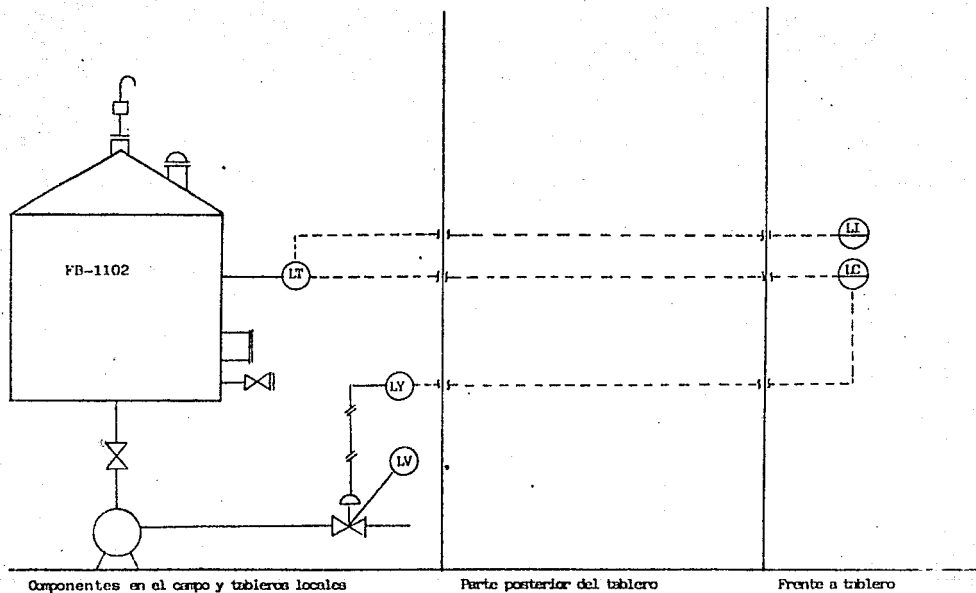 LI
FB-1102
LT
LC
LY
LV
Componentes en el campo y tableros locales
Parte posterior del tablero
Frente a tablero